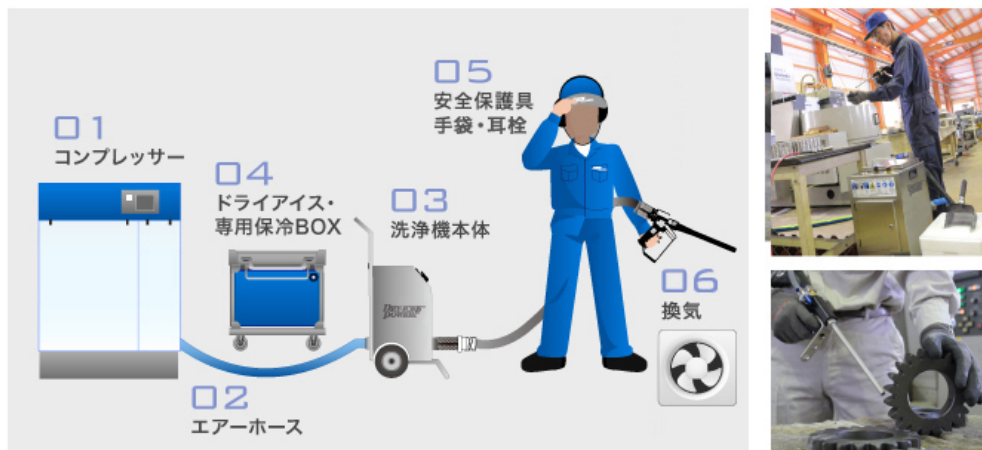 01
コンプレッサー
02
エアーホース
03
洗浄機本体
04
ドライアイス・
専用保冷BOX
05
安全保護具
手袋・耳栓
06
換気